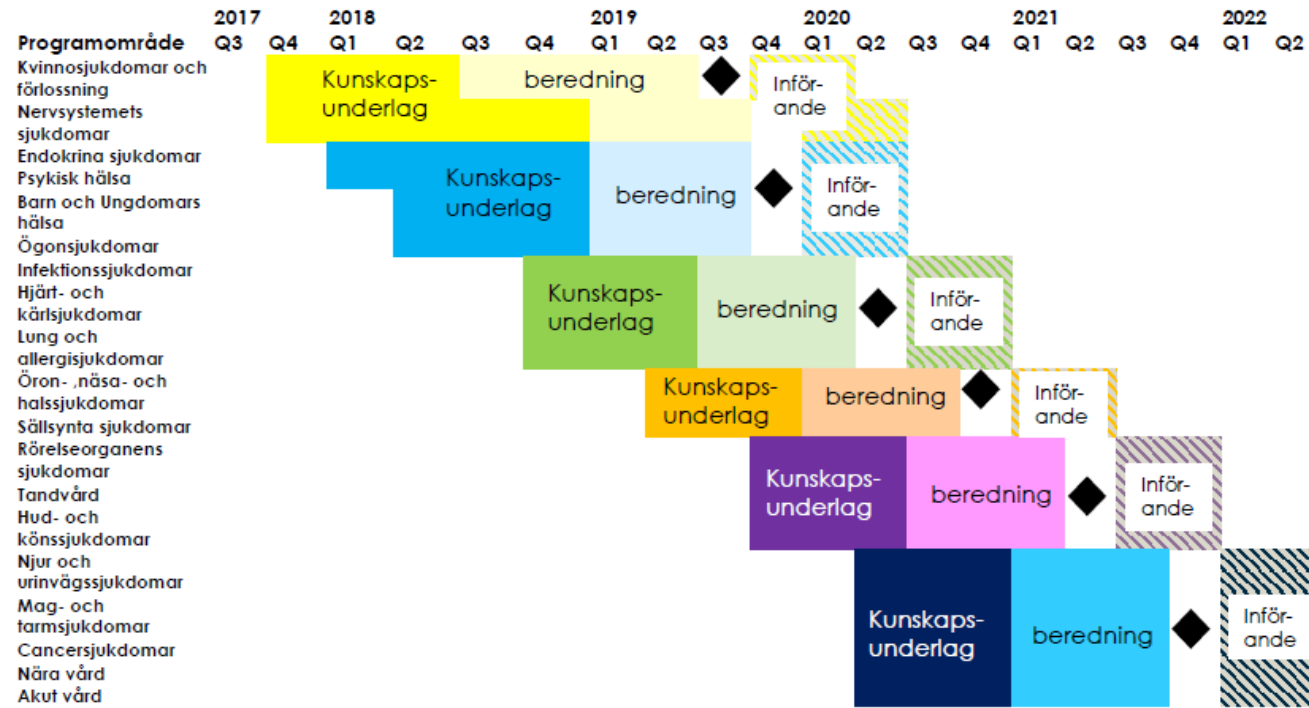 2017 2018 2019 2020 2021 2022
Programområde Q3 Q4 Q1 Q2 Q3 Q4 Q1 Q2 Q3 Q4 Q1 Q2 Q3 Q4 Q1 Q2 Q3 Q4 Q1 Q2
Kvinnosjukdomar och
förlossning
Nervsystemets
sjukdomar
Endokrina sjukdomar
Psykisk hälsa
Barn och Ungdomars
hälsa
Ögonsjukdomar
Infektionssjukdomar
Hjärt- och
kärlsjukdomar
Lung och
allergisjukdomar
Öron- ,näsa- och
halssjukdomar
Sällsynta sjukdomar
Rörelseorganens
sjukdomar
Tandvård
Hud- och
könssjukdomar
Njur och
urinvägssjukdomar
Mag- och
tarmsjukdomar
Cancersjukdomar
Nära vård
Akut vård
Kunskaps-
underlag
beredning
Inför-
ande
Kunskaps-
underlag
beredning
Inför-
ande
Kunskaps-
underlag
beredning
Inför-
ande
Kunskaps-
underlag
beredning
Inför-
ande
Kunskaps-
underlag
beredning
Inför-
ande
Kunskaps-
underlag
beredning
Inför-
ande